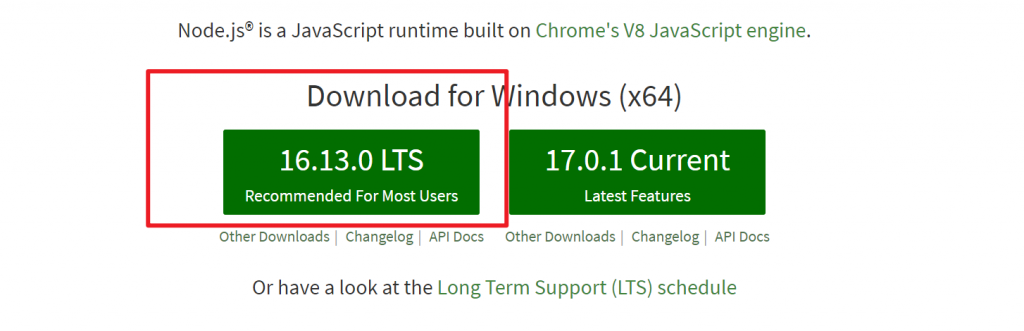 Node.js® is a JavaScript runtime built on Chrome's V8 JavaScript engine.
Download for Windows (x64)
16.13.0 LTS
Recommended For Most Users
17.0.1 Current
Latest Features
Other Downloads | Changelog | API Docs
Other Downloads | Changelog | API Docs
Or have a look at the Long Term Support (LTS) schedule